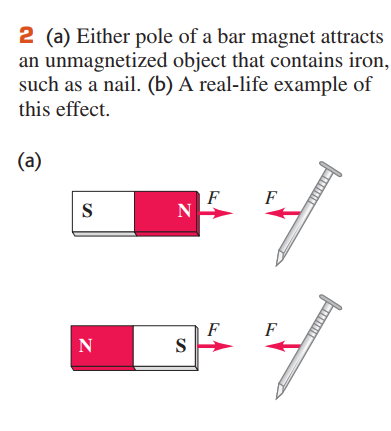 2 (a) Either pole of a bar magnet attracts
an unmagnetized object that contains iron,
such as a nail. (b) A real-life example of
this effect.
(a)
S N F F
N S F F